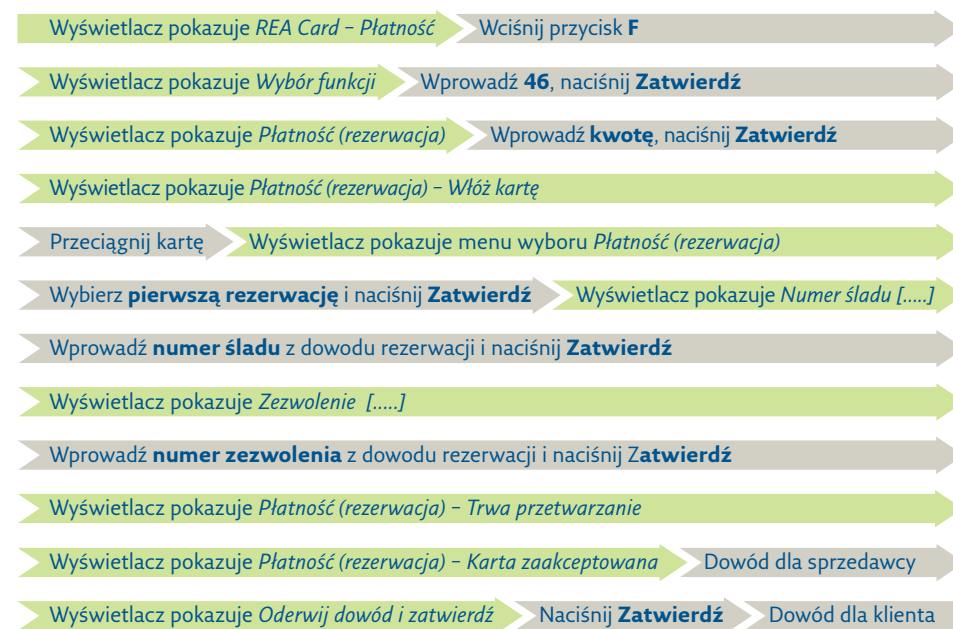 Wyświetlacz pokazuje REA Card – Płatność Wciśnij przycisk F
Wyświetlacz pokazuje Wybór funkcji Wprowadź 46, naciśnij Zatwierdź
Wyświetlacz pokazuje Płatność (rezerwacja) Wprowadź kwotę, naciśnij Zatwierdź
Wyświetlacz pokazuje Płatność (rezerwacja) – Włóż kartę
Przeciągnij kartę Wyświetlacz pokazuje menu wyboru Płatność (rezerwacja)
Wybierz pierwszą rezerwację i naciśnij Zatwierdź Wyświetlacz pokazuje Numer śladu [.....]
Wprowadź numer śladu z dowodu rezerwacji i naciśnij Zatwierdź
Wyświetlacz pokazuje Zezwolenie [.....]
Wprowadź numer zezwolenia z dowodu rezerwacji i naciśnij Zatwierdź
Wyświetlacz pokazuje Płatność (rezerwacja) – Trwa przetwarzanie
Wyświetlacz pokazuje Płatność (rezerwacja) – Karta zaakceptowana Dowód dla sprzedawcy
Wyświetlacz pokazuje Oderwij dowód i zatwierdź Naciśnij Zatwierdź Dowód dla klienta